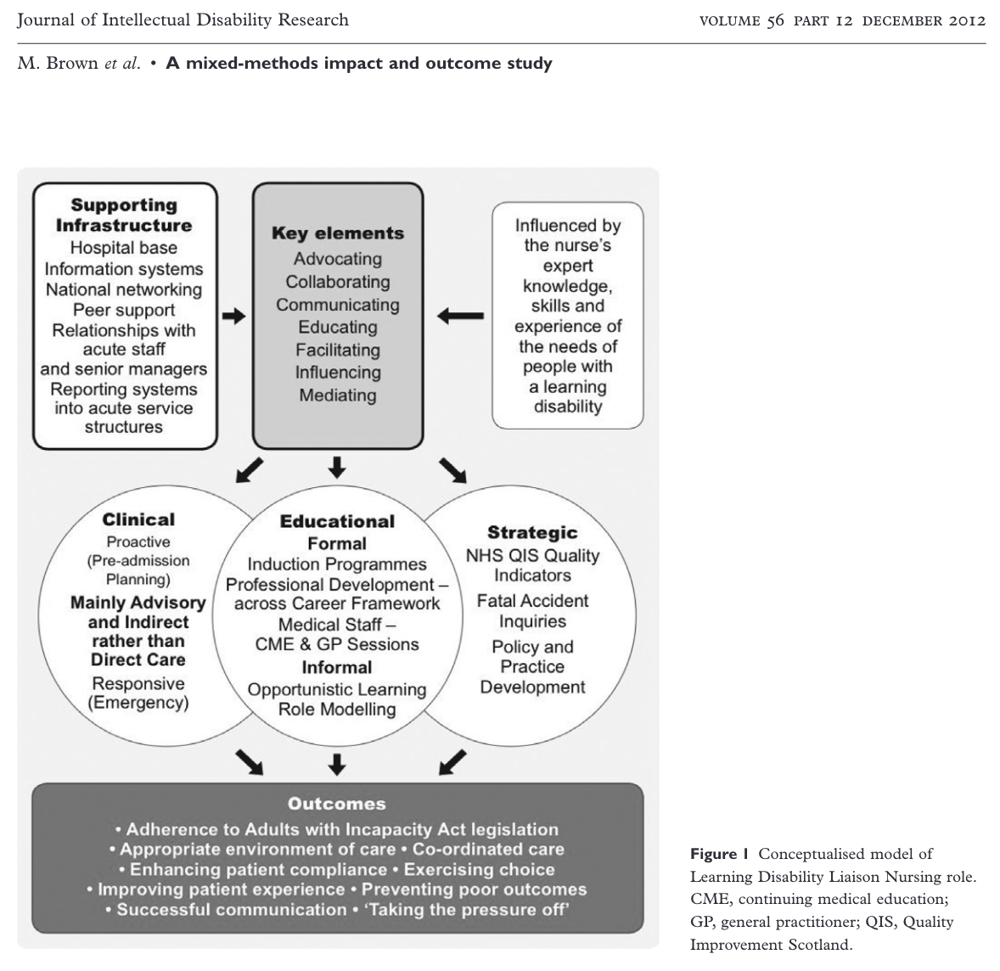 Journal of Intellectual Disability Research
VOLUME 56 PART 12 DECEMBER 2012
M. Brown et al. • A mixed-methods impact and outcome study
Supporting
Infrastructure
Hospital base
Information systems
National networking
Peer support
Relationships with
acute staff
and senior managers
Reporting systems
into acute service
structures
Key elements
Advocating
Collaborating
Communicating
Educating
Facilitating
Influencing
Mediating
Influenced by
the nurse's
expert
knowledge,
skills and
experience of
the needs of
people with
a learning
disability
Clinical
Proactive
(Pre-admission
Planning)
Mainly Advisory
and Indirect
rather than
Direct Care
Responsive
(Emergency)
Educational
Formal
Induction Programmes
Professional Development –
across Career Framework
Medical Staff –
CME & GP Sessions
Informal
Opportunistic Learning
Role Modelling
Strategic
NHS QIS Quality
Indicators
Fatal Accident
Inquiries
Policy and
Practice
Development
Outcomes
• Adherence to Adults with Incapacity Act legislation
• Appropriate environment of care • Co-ordinated care
• Enhancing patient compliance • Exercising choice
• Improving patient experience • Preventing poor outcomes
• Successful communication • 'Taking the pressure off'
Figure 1 Conceptualised model of
Learning Disability Liaison Nursing role.
CME, continuing medical education;
GP, general practitioner; QIS, Quality
Improvement Scotland.